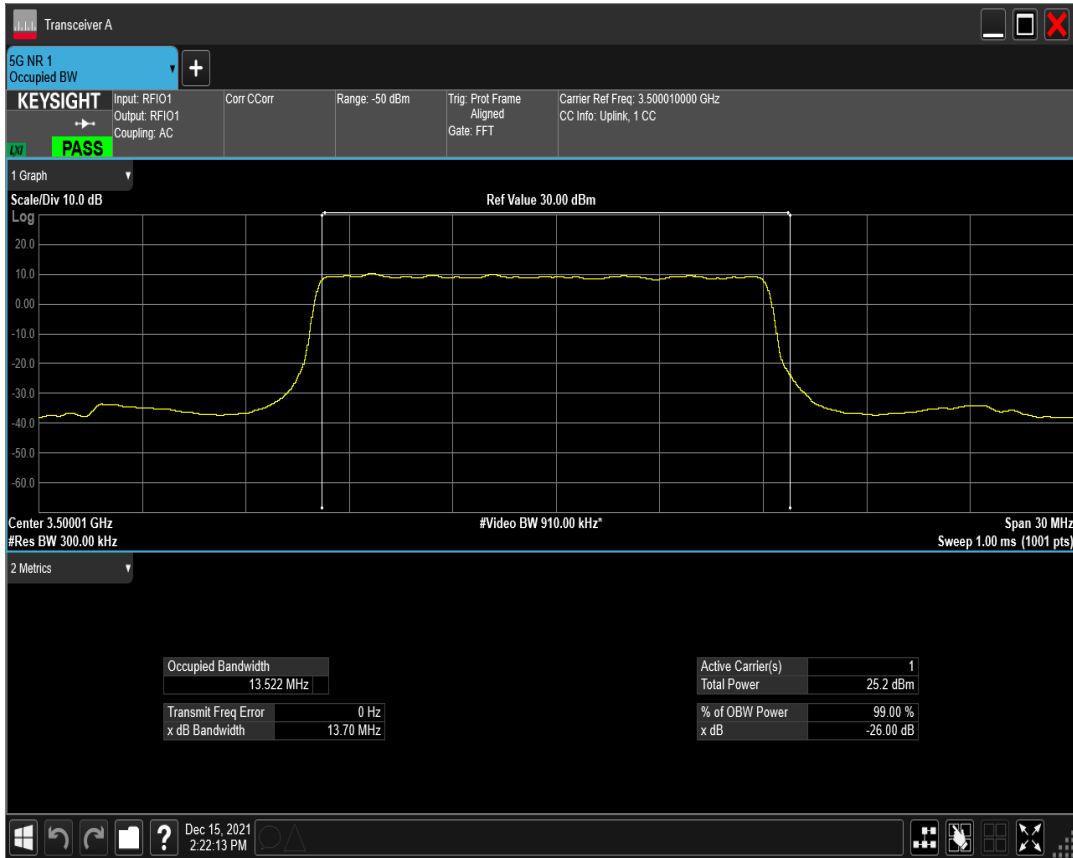 Transceiver A
5G NR 1
Occupied BW
KEYSIGHT
LXI
PASS
Input: RFIO1
Output: RFIO1
Coupling: AC
Corr CCorr
Range: -50 dBm
Trig: Prot Frame
Aligned
Gate: FFT
Carrier Ref Freq: 3.500010000 GHz
CC Info: Uplink, 1 CC
1 Graph
Scale/Div 10.0 dB
Ref Value 30.00 dBm
Log
20.0
10.0
0.00
-10.0
-20.0
-30.0
-40.0
-50.0
-60.0
Center 3.50001 GHz
#Video BW 910.00 kHz*
Span 30 MHz
#Res BW 300.00 kHz
Sweep 1.00 ms (1001 pts)
2 Metrics
Occupied Bandwidth
13.522 MHz
Transmit Freq Error 0 Hz
x dB Bandwidth 13.70 MHz
Active Carrier(s) 1
Total Power 25.2 dBm
% of OBW Power 99.00 %
x dB -26.00 dB
Dec 15, 2021
2:22:13 PM